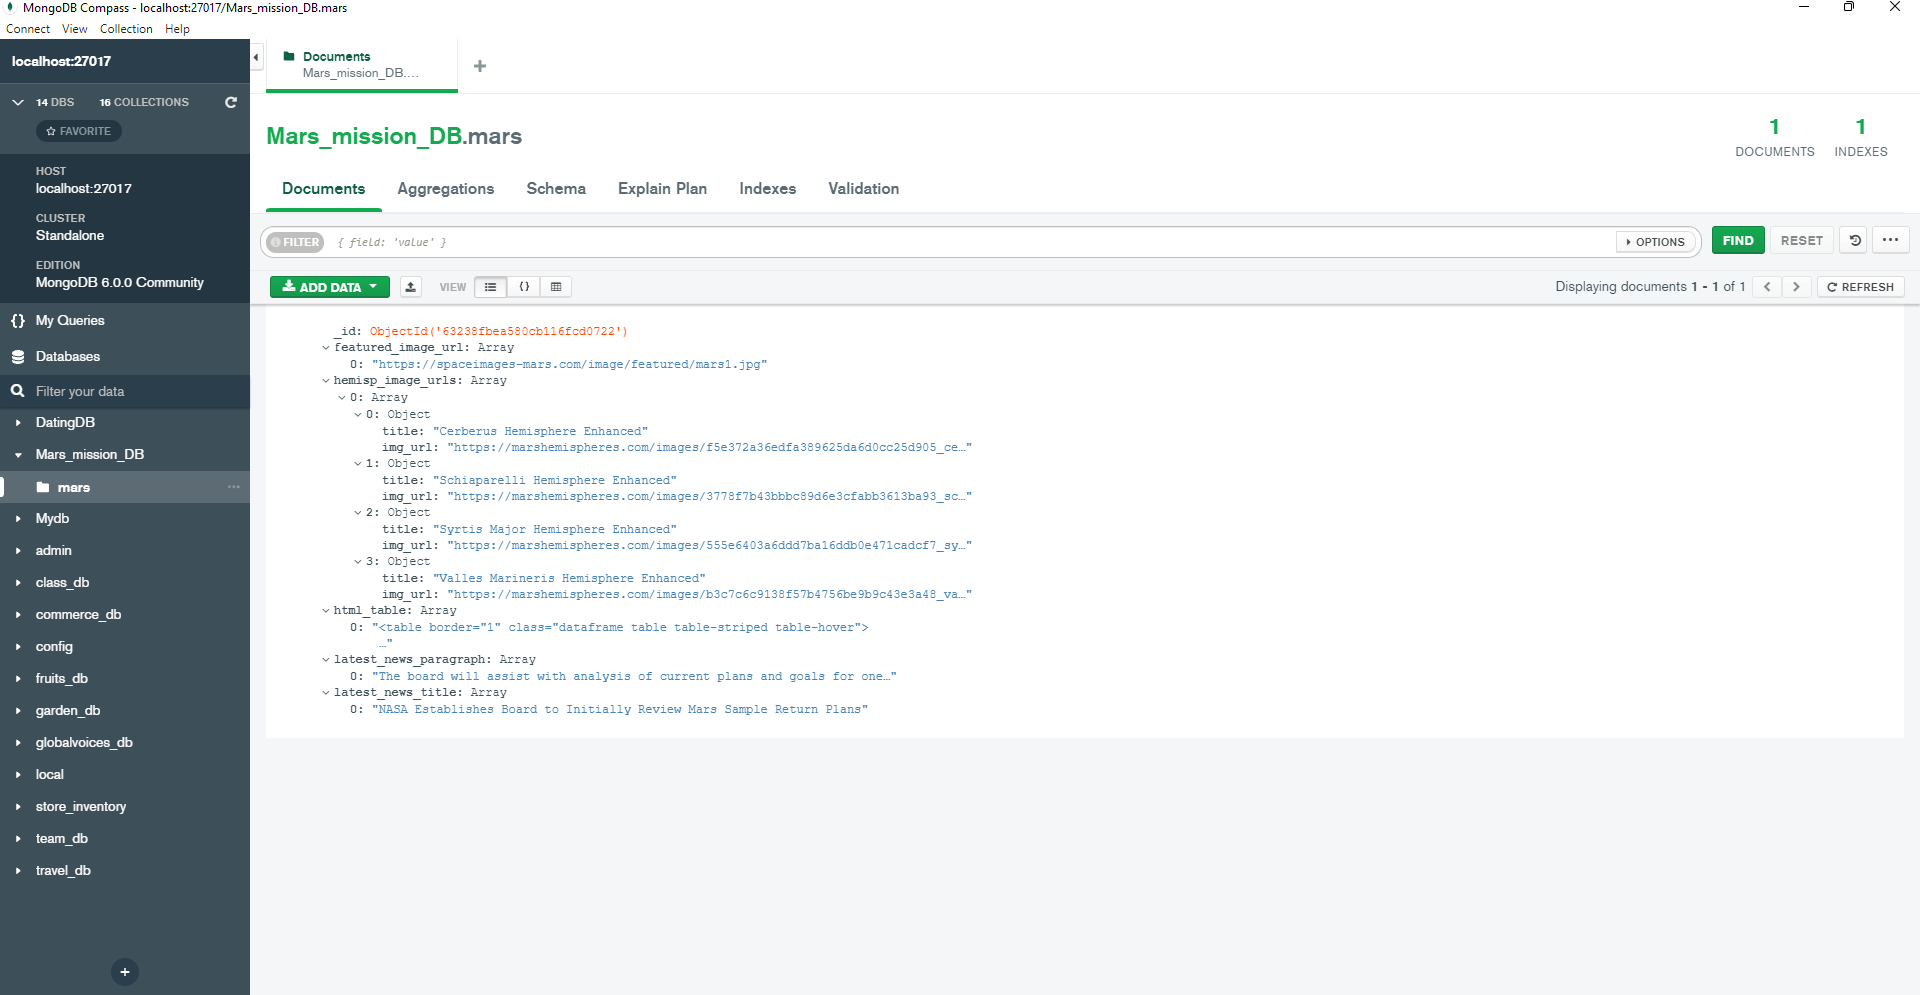 MongoDB Compass - localhost:27017/Mars_mission_DB.mars
Connect View Collection Help
localhost:27017
14 DBS 16 COLLECTIONS
FAVORITE
HOST
localhost:27017
CLUSTER
Standalone
EDITION
MongoDB 6.0.0 Community
{} My Queries
Databases
Filter your data
DatingDB
Mars_mission_DB
mars ...
Mydb
admin
class_db
commerce_db
config
fruits_db
garden_db
globalvoices_db
local
store_inventory
team_db
travel_db
+
Documents
Mars_mission_DB....
+
Mars_mission_DB.mars
1
DOCUMENTS
1
INDEXES
Documents Aggregations Schema Explain Plan Indexes Validation
FILTER { field: 'value' } OPTIONS FIND RESET ...
ADD DATA VIEW {} Displaying documents 1 - 1 of 1 < > REFRESH
_id: ObjectId('63238fbea580cb116fcd0722')
featured_image_url: Array
0: "https://spaceimages-mars.com/image/featured/mars1.jpg"
hemisp_image_urls: Array
0: Array
0: Object
title: "Cerberus Hemisphere Enhanced"
img_url: "https://marshemispheres.com/images/f5e372a36edfa389625da6d0cc25d905_ce…"
1: Object
title: "Schiaparelli Hemisphere Enhanced"
img_url: "https://marshemispheres.com/images/3778f7b43bbbc89d6e3cfabb3613ba93_sc…"
2: Object
title: "Syrtis Major Hemisphere Enhanced"
img_url: "https://marshemispheres.com/images/555e6403a6ddd7ba16ddb0e471cadcf7_sy…"
3: Object
title: "Valles Marineris Hemisphere Enhanced"
img_url: "https://marshemispheres.com/images/b3c7c6c9138f57b4756be9b9c43e3a48_va…"
html_table: Array
0: "<table border="1" class="dataframe table table-striped table-hover">
…"
latest_news_paragraph: Array
0: "The board will assist with analysis of current plans and goals for one…"
latest_news_title: Array
0: "NASA Establishes Board to Initially Review Mars Sample Return Plans"